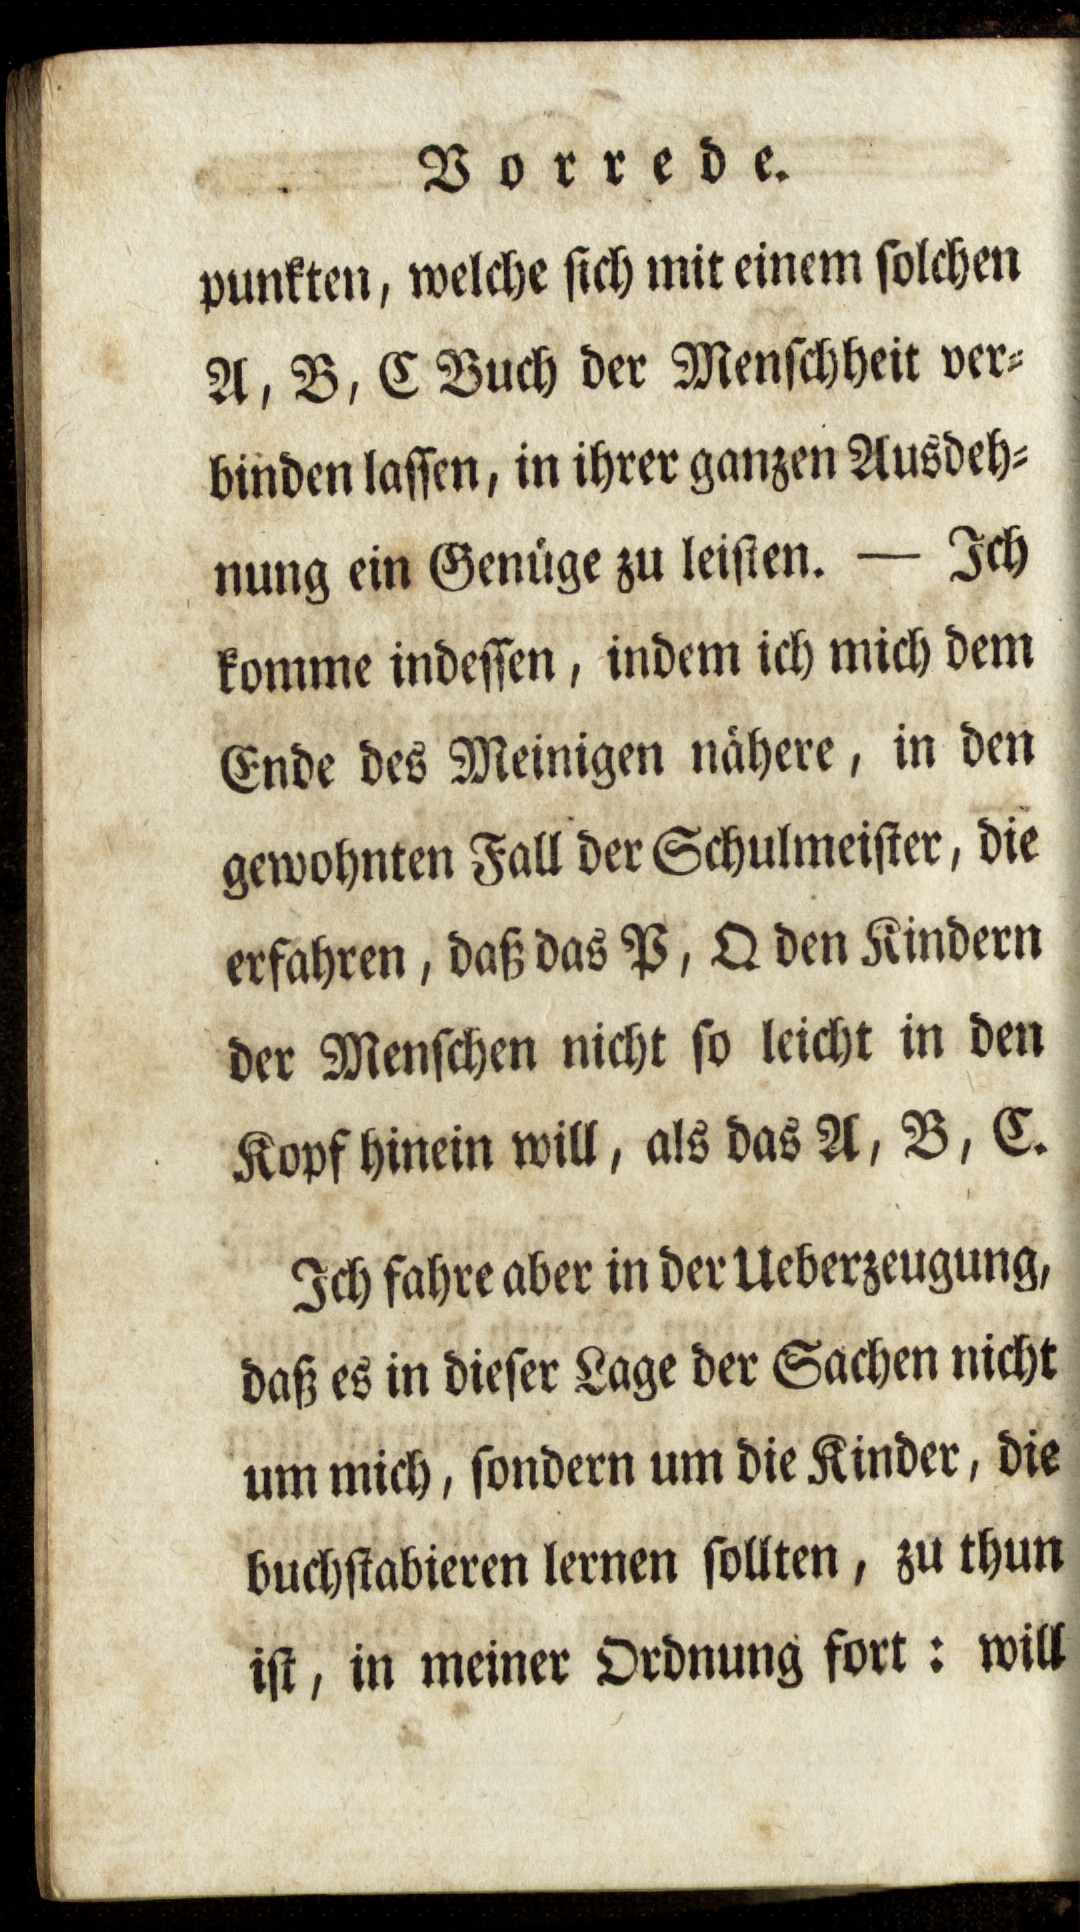 Vorrede.
punkten, welche sich mit einem solchen
A, B, C Buch der Menschheit ver⸗
binden lassen, in ihrer ganzen Ausdeh⸗
nung ein Genüge zu leisten. — Ich
komme indessen, indem ich mich dem
Ende des Meinigen nähere, in den
gewohnten Fall der Schulmeister, die
erfahren, daß das P, Q den Kindern
der Menschen nicht so leicht in den
Kopf hinein will, als das A, B, C.
Ich fahre aber in der Ueberzeugung,
daß es in dieser Lage der Sachen nicht
um mich, sondern um die Kinder, die
buchstabieren lernen sollten, zu thun
ist, in meiner Ordnung fort: will